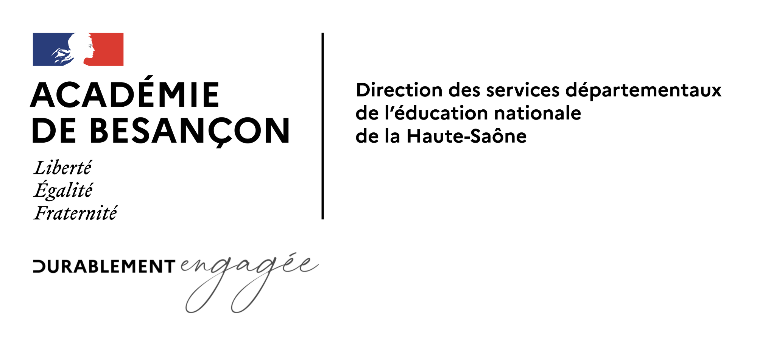 ACADÉMIE
DE BESANÇON
Liberté
Égalité
Fraternité
Direction des services départementaux
de l'éducation nationale
de la Haute-Saône
DURABLEMENT engagée